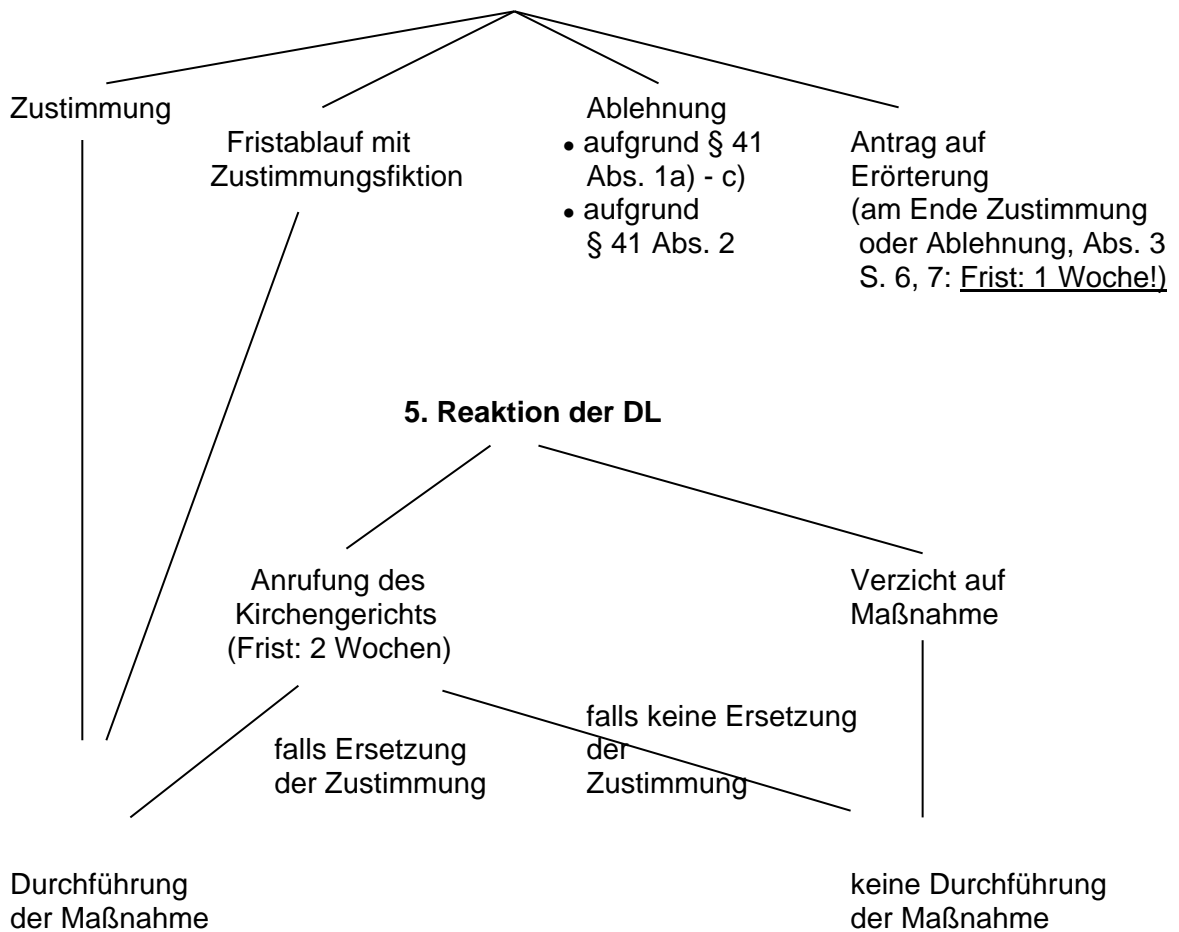 Zustimmung
Fristablauf mit
Zustimmungsfiktion
Ablehnung
● aufgrund § 41
Abs. 1a) - c)
● aufgrund
§ 41 Abs. 2
Antrag auf
Erörterung
(am Ende Zustimmung
oder Ablehnung, Abs. 3
S. 6, 7: Frist: 1 Woche!)
5. Reaktion der DL
Anrufung des
Kirchengerichts
(Frist: 2 Wochen)
Verzicht auf
Maßnahme
falls Ersetzung
der Zustimmung
falls keine Ersetzung
der
Zustimmung
Durchführung
der Maßnahme
keine Durchführung
der Maßnahme